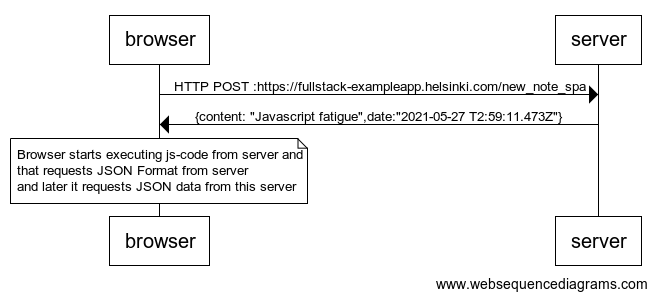 browser
server
HTTP POST :https://fullstack-exampleapp.helsinki.com/new_note_spa
{content: "Javascript fatigue",date:"2021-05-27 T2:59:11.473Z"}
Browser starts executing js-code from server and
that requests JSON Format from server
and later it requests JSON data from this server
browser
server
www.websequencediagrams.com